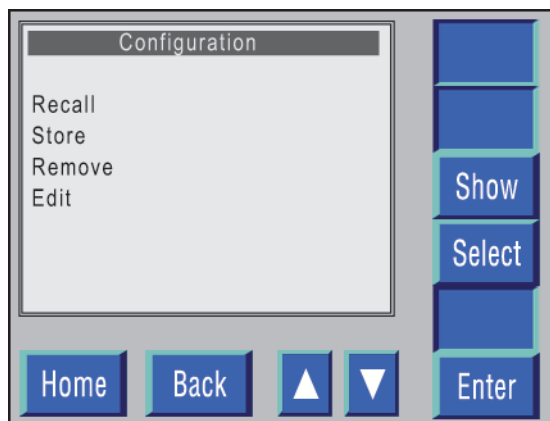 Configuration
Recall
Store
Remove
Edit
Show
Select
Home Back Enter